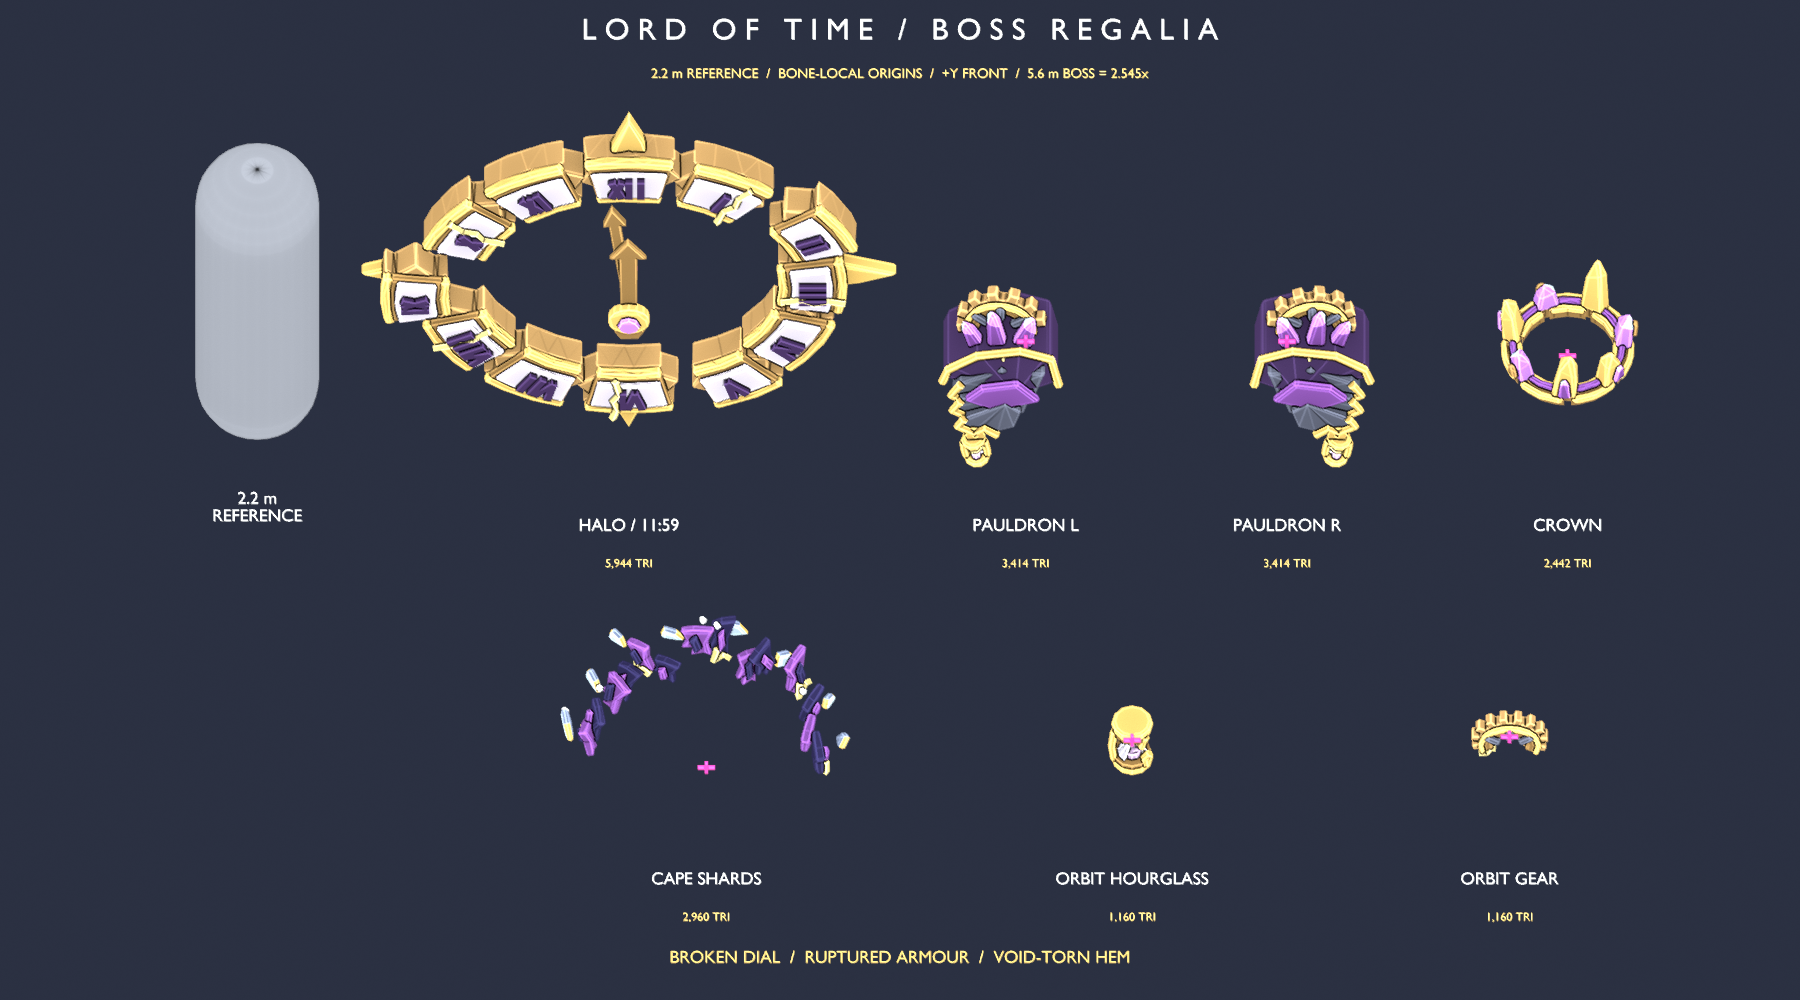 LORD OF TIME / BOSS REGALIA
2.2 m REFERENCE / BONE-LOCAL ORIGINS / +Y FRONT / 5.6 m BOSS = 2.545x
XII
2.2 m
REFERENCE
HALO / 11:59
5,944 TRI
PAULDRON L
3,414 TRI
PAULDRON R
3,414 TRI
CROWN
2,442 TRI
CAPE SHARDS
2,960 TRI
ORBIT HOURGLASS
1,160 TRI
ORBIT GEAR
1,160 TRI
BROKEN DIAL / RUPTURED ARMOUR / VOID-TORN HEM